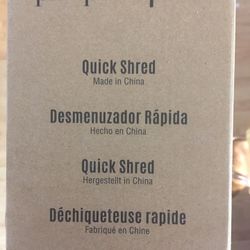 Quick Shred
Made in China
Desmenuzador Rápida
Hecho en China
Quick Shred
Hergestellt in China
Déchiqueteuse rapide
Fabriqué en Chine